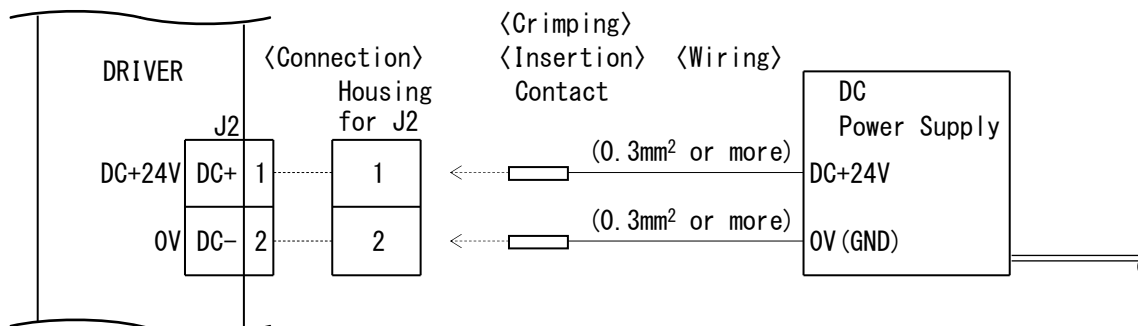 〈Crimping〉
DRIVER 〈Connection〉 〈Insertion〉 〈Wiring〉
Housing Contact DC
J2 for J2 Power Supply
(0.3mm² or more)
DC+24V DC+ 1 1 DC+24V
(0.3mm² or more)
0V DC- 2 2 0V(GND)